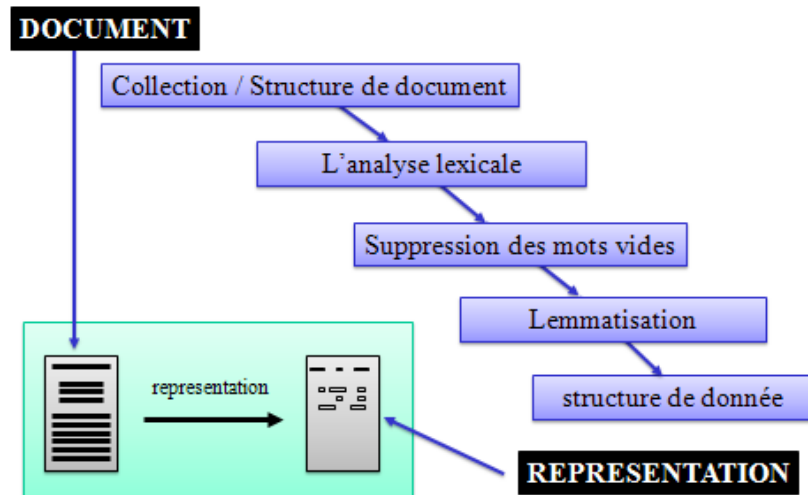 DOCUMENT
Collection / Structure de document
L'analyse lexicale
Suppression des mots vides
Lemmatisation
representation
structure de donnée
REPRESENTATION